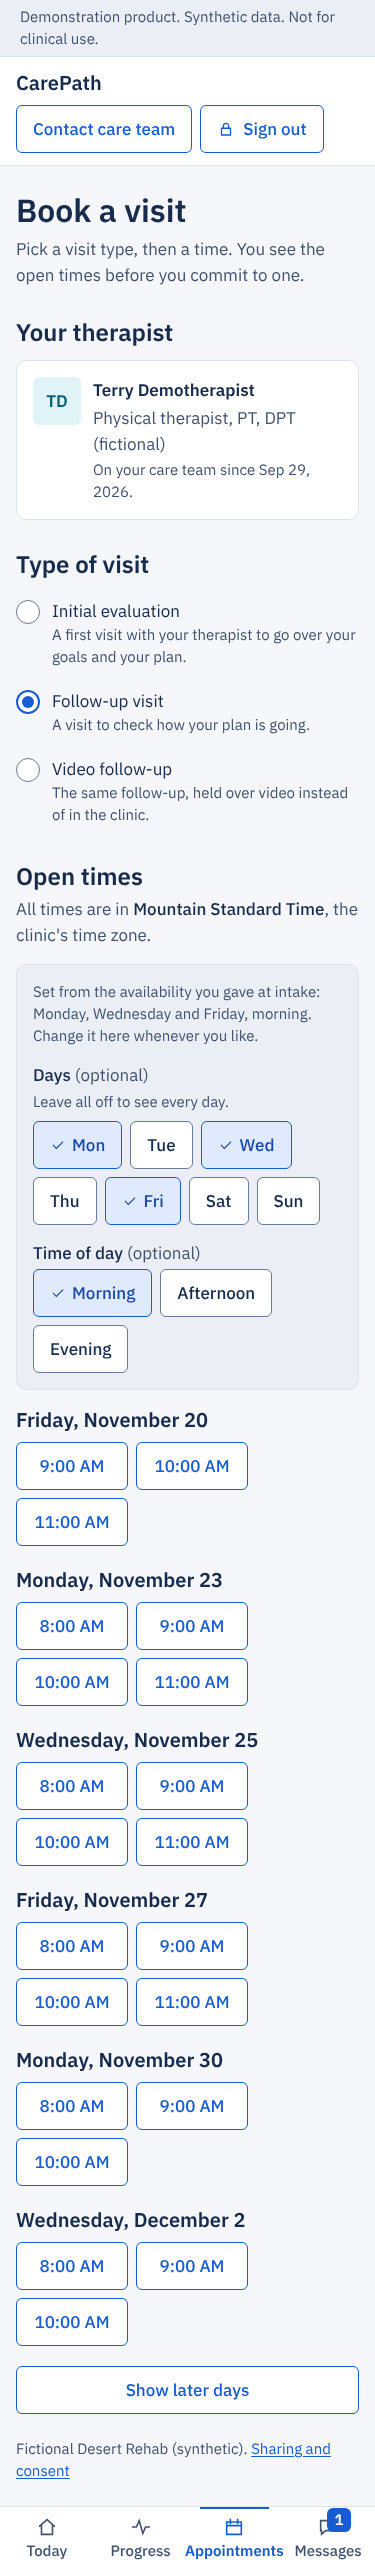 Demonstration product. Synthetic data. Not for
clinical use.
CarePath
Contact care team
Sign out
Book a visit
Pick a visit type, then a time. You see the
open times before you commit to one.
Your therapist
TD
Terry Demotherapist
Physical therapist, PT, DPT
(fictional)
On your care team since Sep 29,
2026.
Type of visit
Initial evaluation
A first visit with your therapist to go over your
goals and your plan.
Follow-up visit
A visit to check how your plan is going.
Video follow-up
The same follow-up, held over video instead
of in the clinic.
Open times
All times are in Mountain Standard Time, the
clinic's time zone.
Set from the availability you gave at intake:
Monday, Wednesday and Friday, morning.
Change it here whenever you like.
Days (optional)
Leave all off to see every day.
Mon Tue Wed
Thu Fri Sat Sun
Time of day (optional)
Morning Afternoon
Evening
Friday, November 20
9:00 AM 10:00 AM
11:00 AM
Monday, November 23
8:00 AM 9:00 AM
10:00 AM 11:00 AM
Wednesday, November 25
8:00 AM 9:00 AM
10:00 AM 11:00 AM
Friday, November 27
8:00 AM 9:00 AM
10:00 AM 11:00 AM
Monday, November 30
8:00 AM 9:00 AM
10:00 AM
Wednesday, December 2
8:00 AM 9:00 AM
10:00 AM
Show later days
Fictional Desert Rehab (synthetic). Sharing and
consent
1
Today Progress Appointments Messages